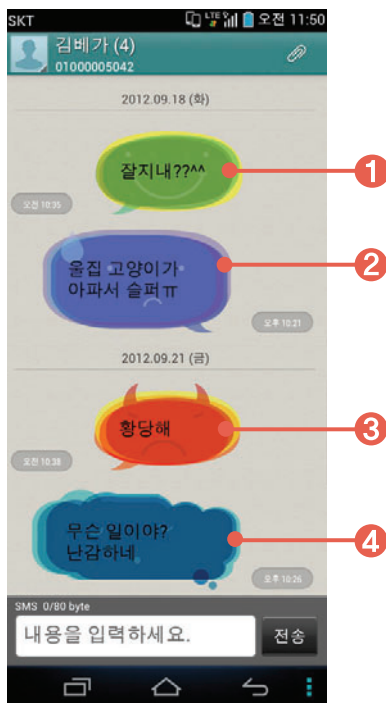 SKT LTE 오전 11:50
김베가 (4)
01000005042
2012.09.18 (화)
잘지내??^^
1
오전 10:35
2
울집 고양이가
아파서 슬퍼ㅠ
오후 10:21
2012.09.21 (금)
황당해
3
오전 10:38
무슨 일이야?
난감하네
4
오후 10:26
SMS 0/80 byte
내용을 입력하세요.
전송